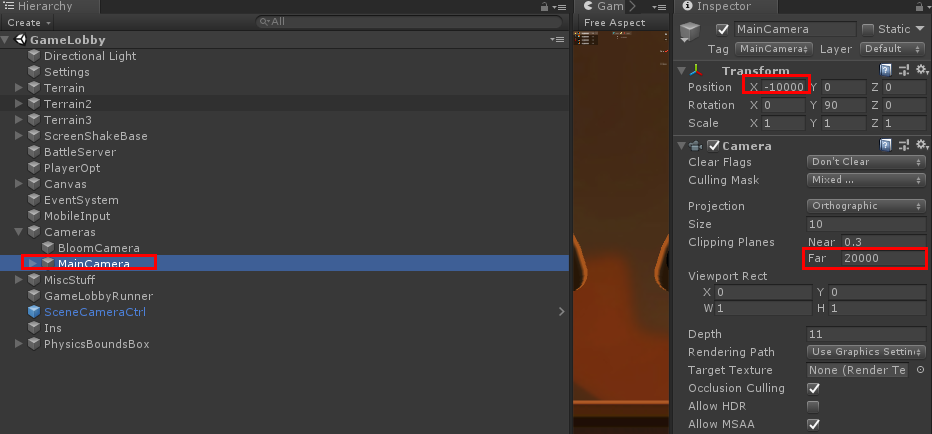 Hierarchy
Create
All
GameLobby
Directional Light
Settings
Terrain
Terrain2
Terrain3
ScreenShakeBase
BattleServer
PlayerOpt
Canvas
EventSystem
MobileInput
Cameras
BloomCamera
MainCamera
MiscStuff
GameLobbyRunner
SceneCameraCtrl
Ins
PhysicsBoundsBox
Gam
Free Aspect
Inspector
MainCamera Static
Tag MainCamera Layer Default
Transform
Position X -10000 Y 0 Z 0
Rotation X 0 Y 90 Z 0
Scale X 1 Y 1 Z 1
Camera
Clear Flags Don't Clear
Culling Mask Mixed ...
Projection Orthographic
Size 10
Clipping Planes Near 0.3
Far 20000
Viewport Rect
X 0 Y 0
W 1 H 1
Depth 11
Rendering Path Use Graphics Settin
Target Texture None (Render Te
Occlusion Culling
Allow HDR
Allow MSAA